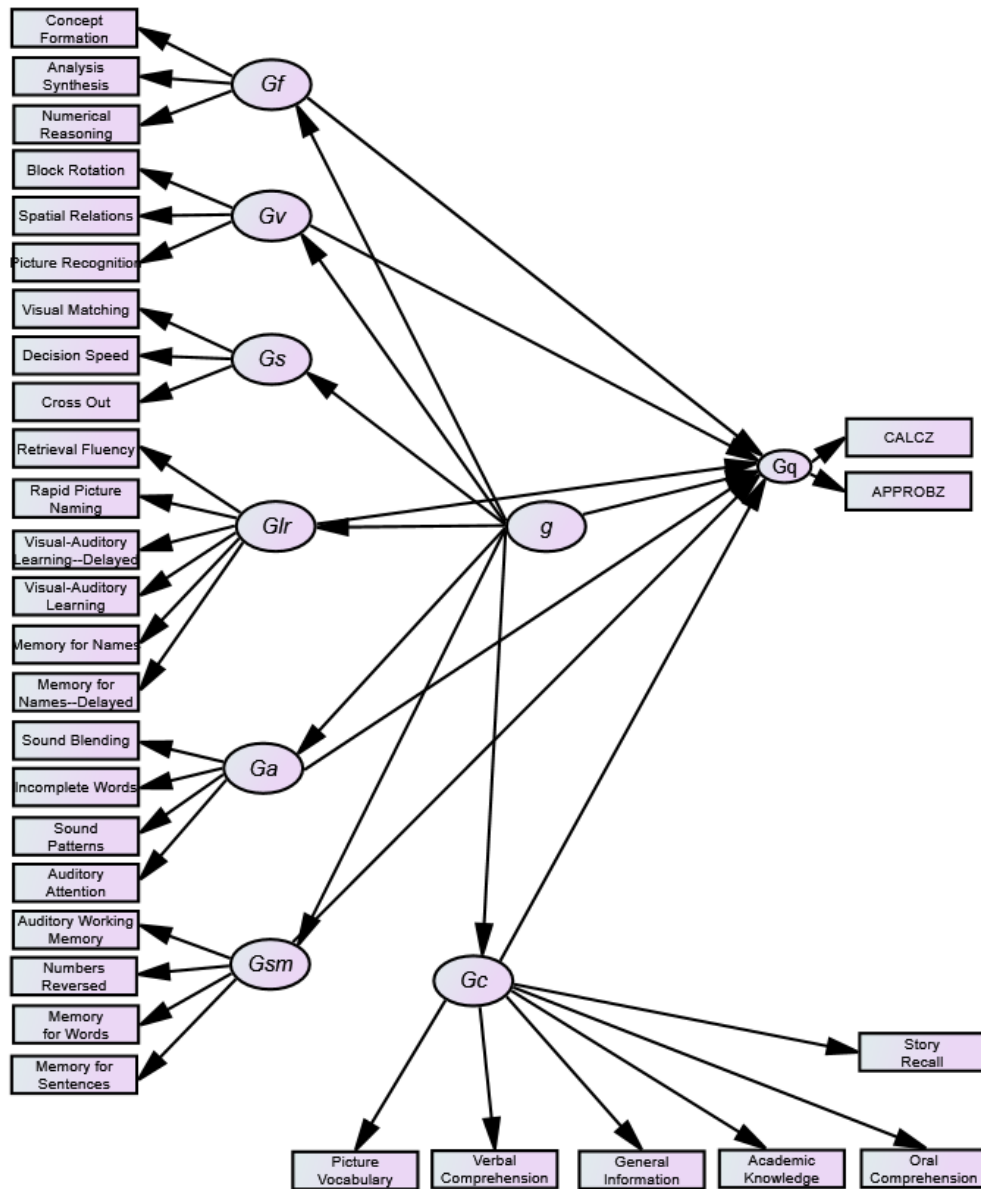 Concept
Formation
Analysis
Synthesis
Numerical
Reasoning
Block Rotation
Spatial Relations
Picture Recognition
Visual Matching
Decision Speed
Cross Out
Retrieval Fluency
Rapid Picture
Naming
Visual-Auditory
Learning--Delayed
Visual-Auditory
Learning
Memory for Names
Memory for
Names--Delayed
Sound Blending
Incomplete Words
Sound
Patterns
Auditory
Attention
Auditory Working
Memory
Numbers
Reversed
Memory
for Words
Memory for
Sentences
Gf
Gv
Gs
Glr
Ga
Gsm
g
Gc
Gq
CALCZ
APPROBZ
Story
Recall
Picture
Vocabulary
Verbal
Comprehension
General
Information
Academic
Knowledge
Oral
Comprehension